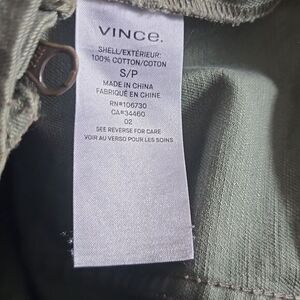 VINCE.
SHELL/EXTÉRIEUR:
100% COTTON/COTON
S/P
MADE IN CHINA
FABRIQUÉ EN CHINE
RN#106730
CA#34460
02
SEE REVERSE FOR CARE
VOIR AU VERSO POUR LES SOINS